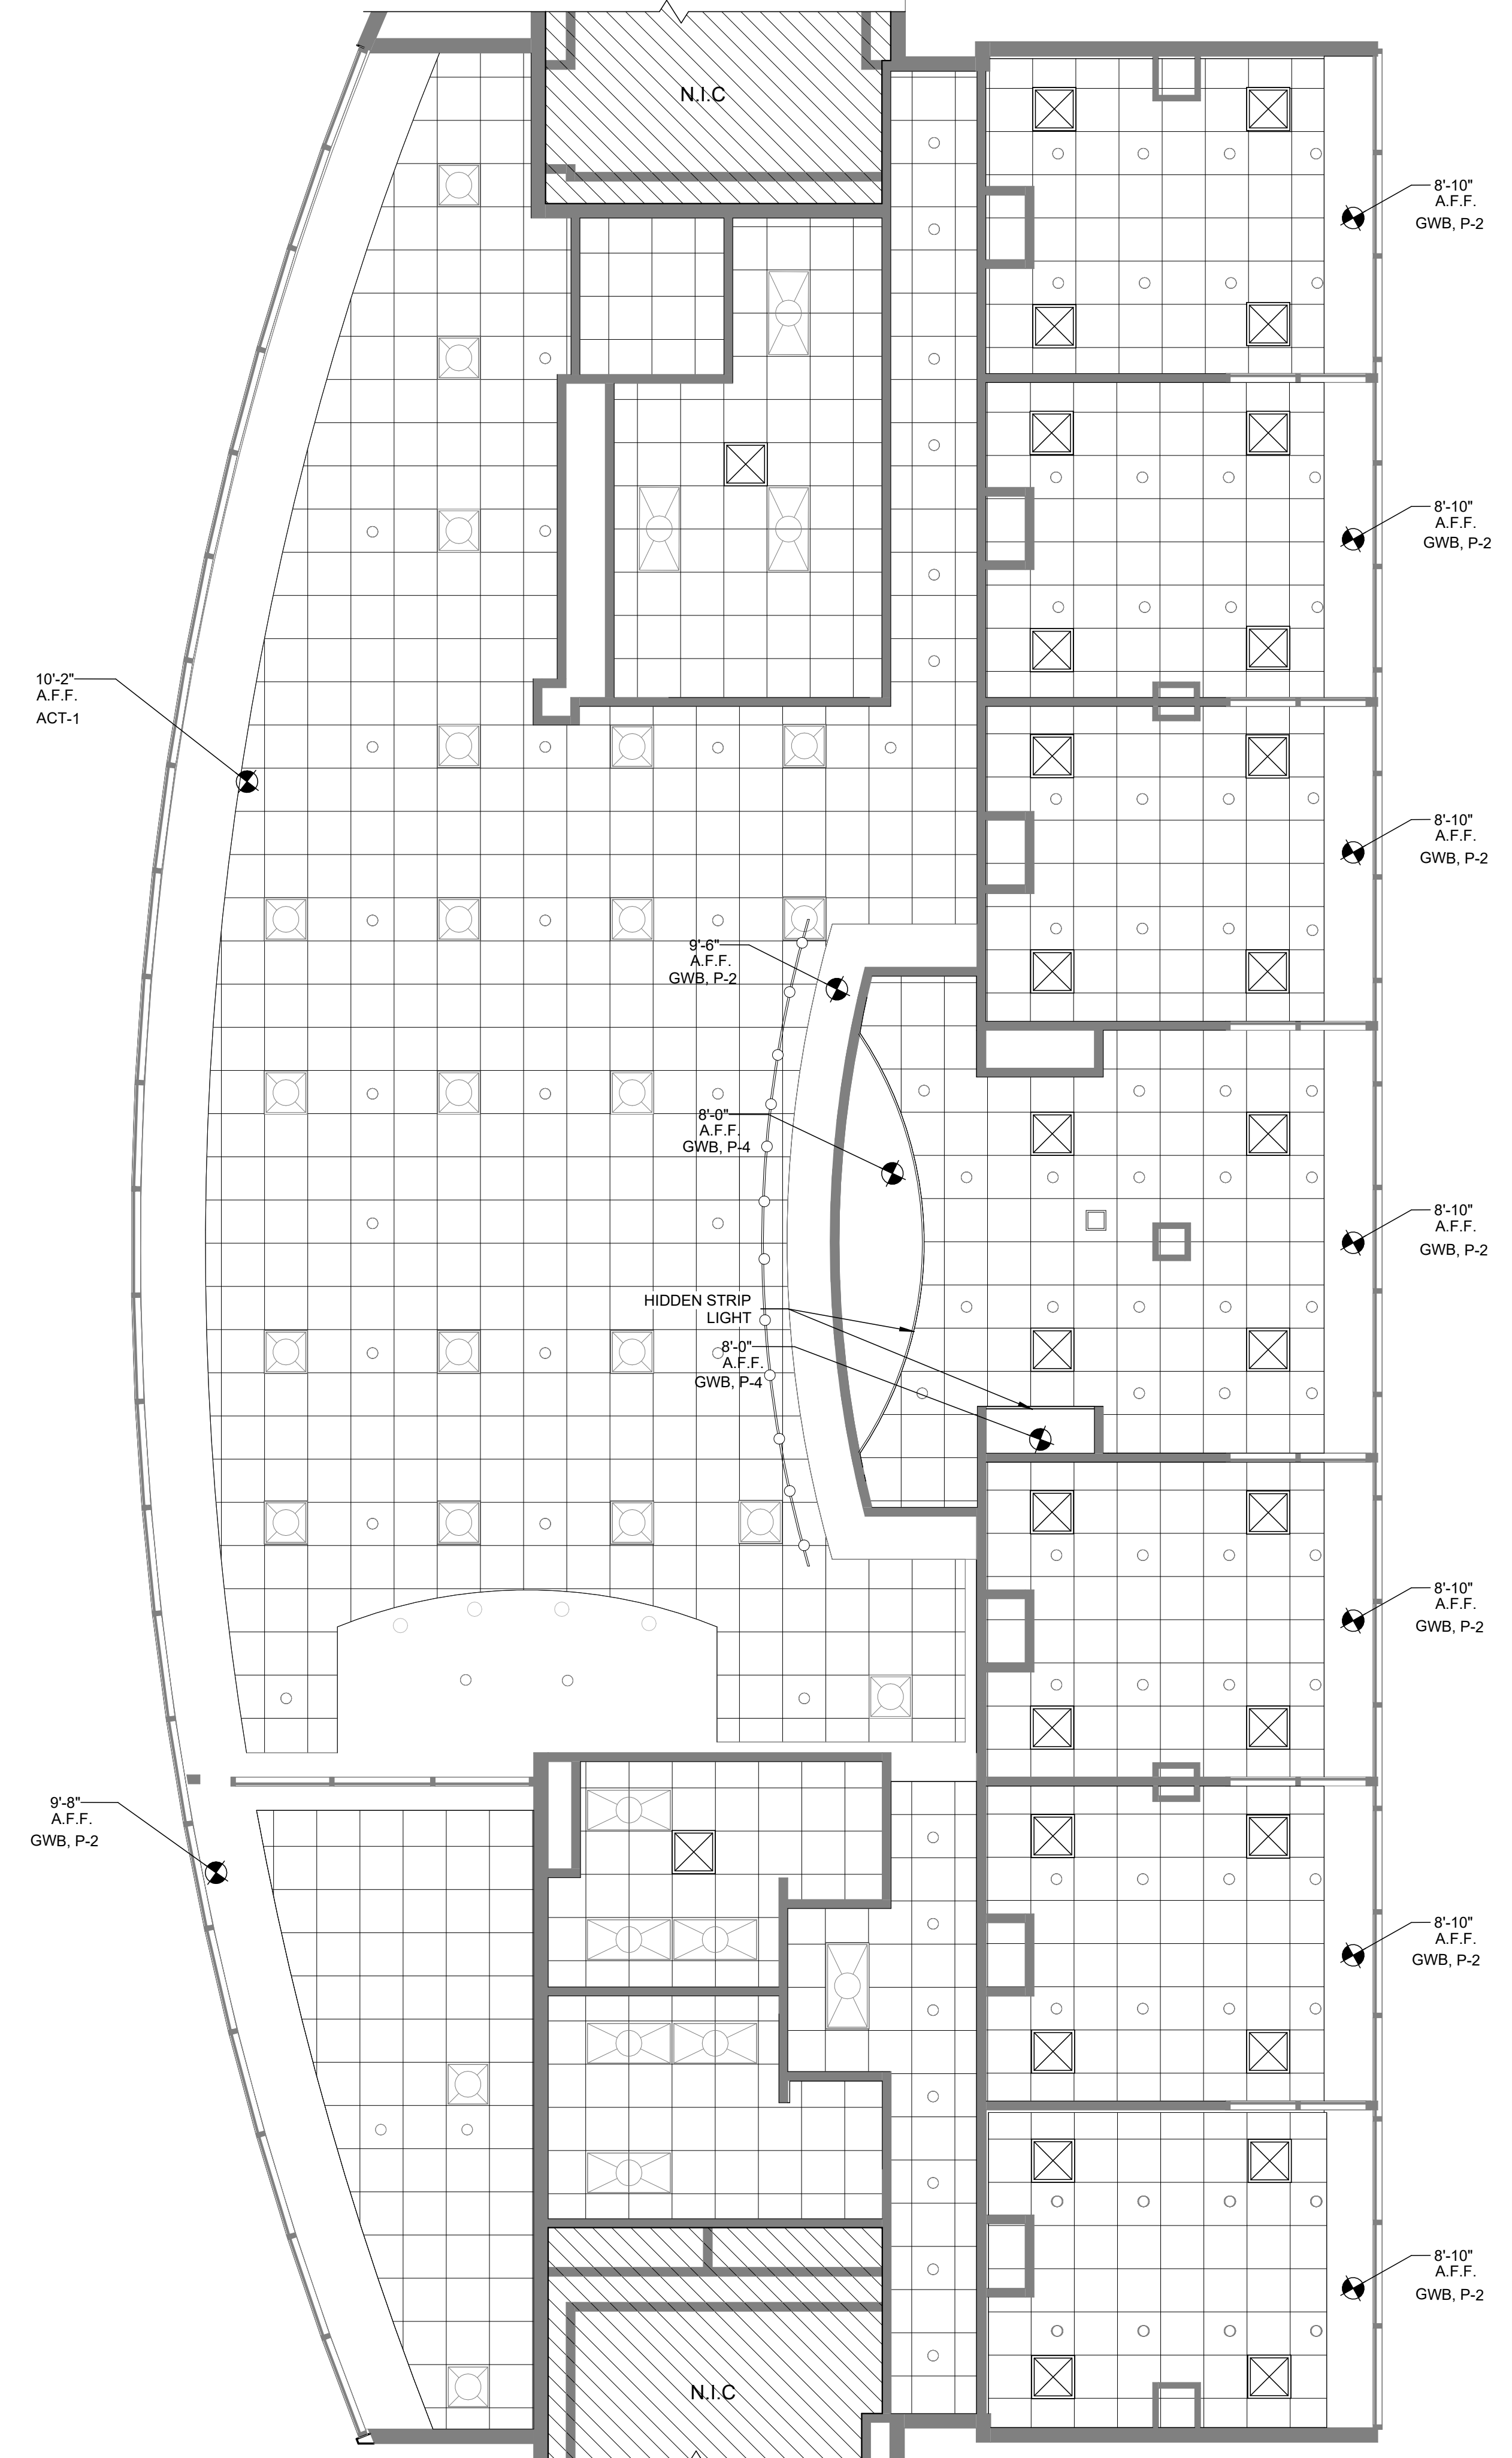 N.I.C
8'-10"
A.F.F.
GWB, P-2
8'-10"
A.F.F.
GWB, P-2
10'-2"
A.F.F.
ACT-1
8'-10"
A.F.F.
GWB, P-2
9'-6"
A.F.F.
GWB, P-2
8'-0"
A.F.F.
GWB, P-4
8'-10"
A.F.F.
GWB, P-2
HIDDEN STRIP
LIGHT
8'-0"
A.F.F.
GWB, P-4
8'-10"
A.F.F.
GWB, P-2
9'-8"
A.F.F.
GWB, P-2
8'-10"
A.F.F.
GWB, P-2
8'-10"
A.F.F.
GWB, P-2
N.I.C